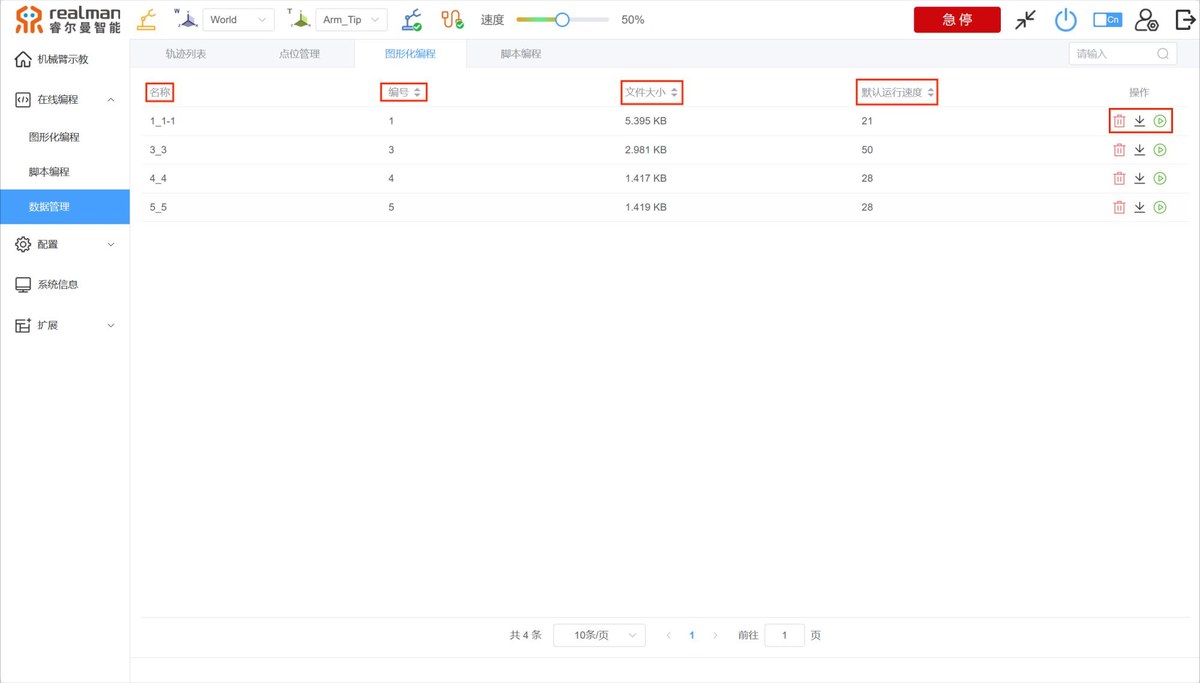 realman
睿尔曼智能
W World T Arm_Tip 速度 50% 急停 Cn
机械臂示教
在线编程
图形化编程
脚本编程
数据管理
配置
系统信息
扩展
轨迹列表 点位管理 图形化编程 脚本编程 请输入
名称 编号 文件大小 默认运行速度 操作
1_1-1 1 5.395 KB 21
3_3 3 2.981 KB 50
4_4 4 1.417 KB 28
5_5 5 1.419 KB 28
共 4 条 10条/页 1 前往 1 页